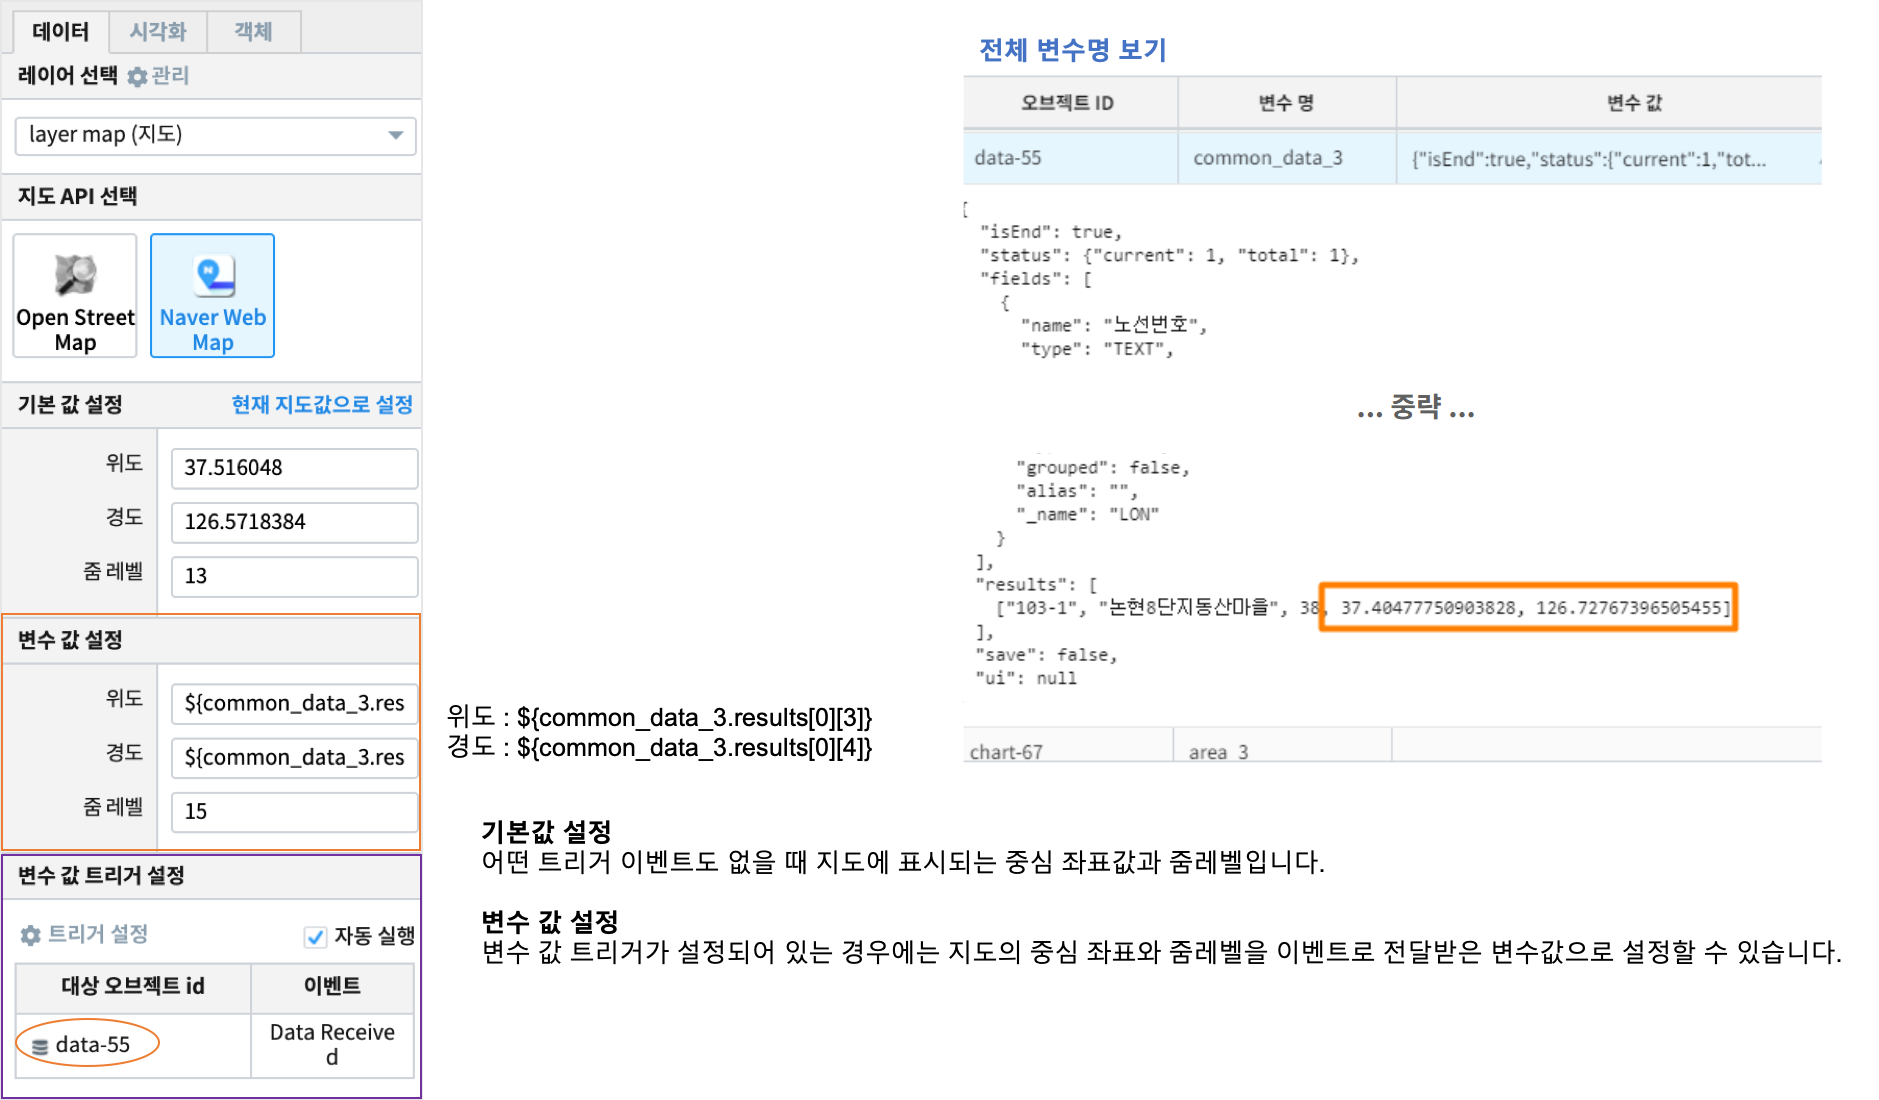 데이터
시각화
객체
레이어 선택 관리
layer map (지도)
지도 API 선택
Open Street Map
Naver Web Map
기본 값 설정 현재 지도값으로 설정
위도 37.516048
경도 126.5718384
줌 레벨 13
변수 값 설정
위도 ${common_data_3.res
경도 ${common_data_3.res
줌 레벨 15
변수 값 트리거 설정
트리거 설정 자동 실행
대상 오브젝트 id 이벤트
data-55 Data Received
위도 : ${common_data_3.results[0][3]}
경도 : ${common_data_3.results[0][4]}
전체 변수명 보기
오브젝트 ID 변수 명 변수 값
data-55 common_data_3 {"isEnd":true,"status":{"current":1,"tot...
{
"isEnd": true,
"status": {"current": 1, "total": 1},
"fields": [
{
"name": "노선번호",
"type": "TEXT",
... 중략 ...
"grouped": false,
"alias": "",
"_name": "LON"
}
],
"results": [
["103-1", "논현8단지동산마을", 38, 37.40477750903828, 126.72767396505455]
],
"save": false,
"ui": null
chart-67 area_3
기본값 설정
어떤 트리거 이벤트도 없을 때 지도에 표시되는 중심 좌표값과 줌레벨입니다.
변수 값 설정
변수 값 트리거가 설정되어 있는 경우에는 지도의 중심 좌표와 줌레벨을 이벤트로 전달받은 변수값으로 설정할 수 있습니다.